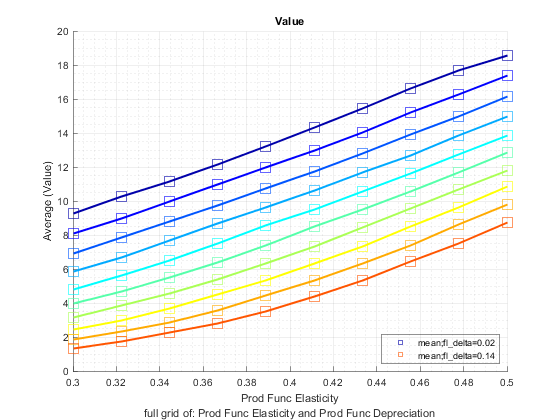 Value
20
18
16
14
12
10
8
6
4
2
0
Average (Value)
mean;fl_delta=0.02
mean;fl_delta=0.14
0.3 0.32 0.34 0.36 0.38 0.4 0.42 0.44 0.46 0.48 0.5
Prod Func Elasticity
full grid of: Prod Func Elasticity and Prod Func Depreciation